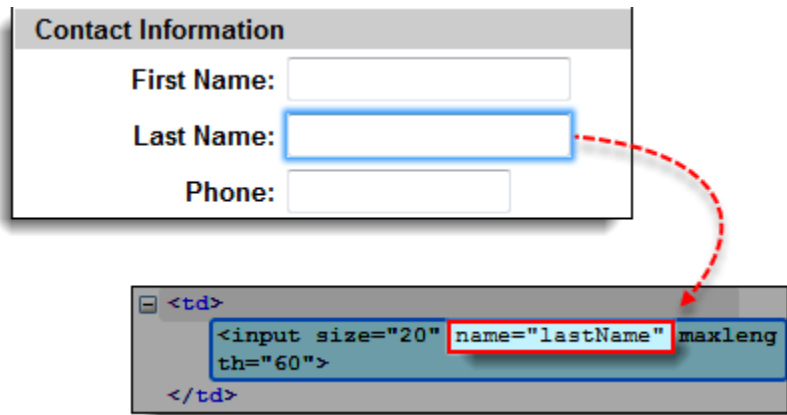 Contact Information
First Name:
Last Name:
Phone:
<td>
<input size="20" name="lastName" maxleng
th="60">
</td>